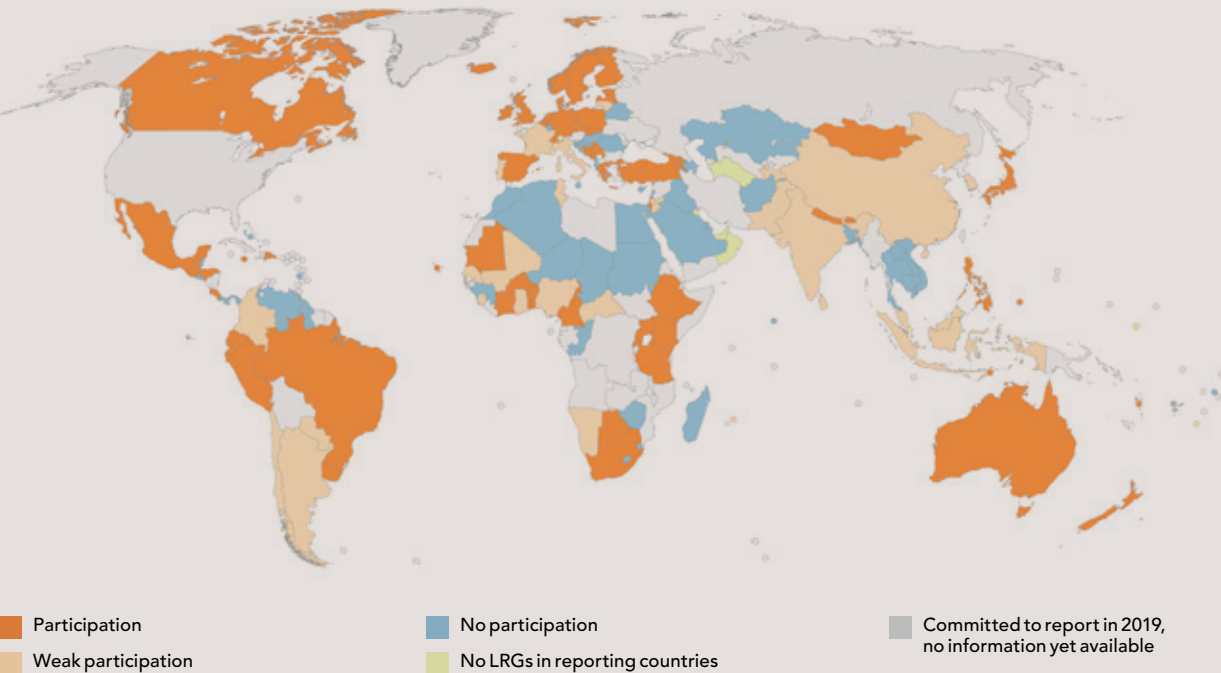 Participation
Weak participation
No participation
No LRGs in reporting countries
Committed to report in 2019,
no information yet available